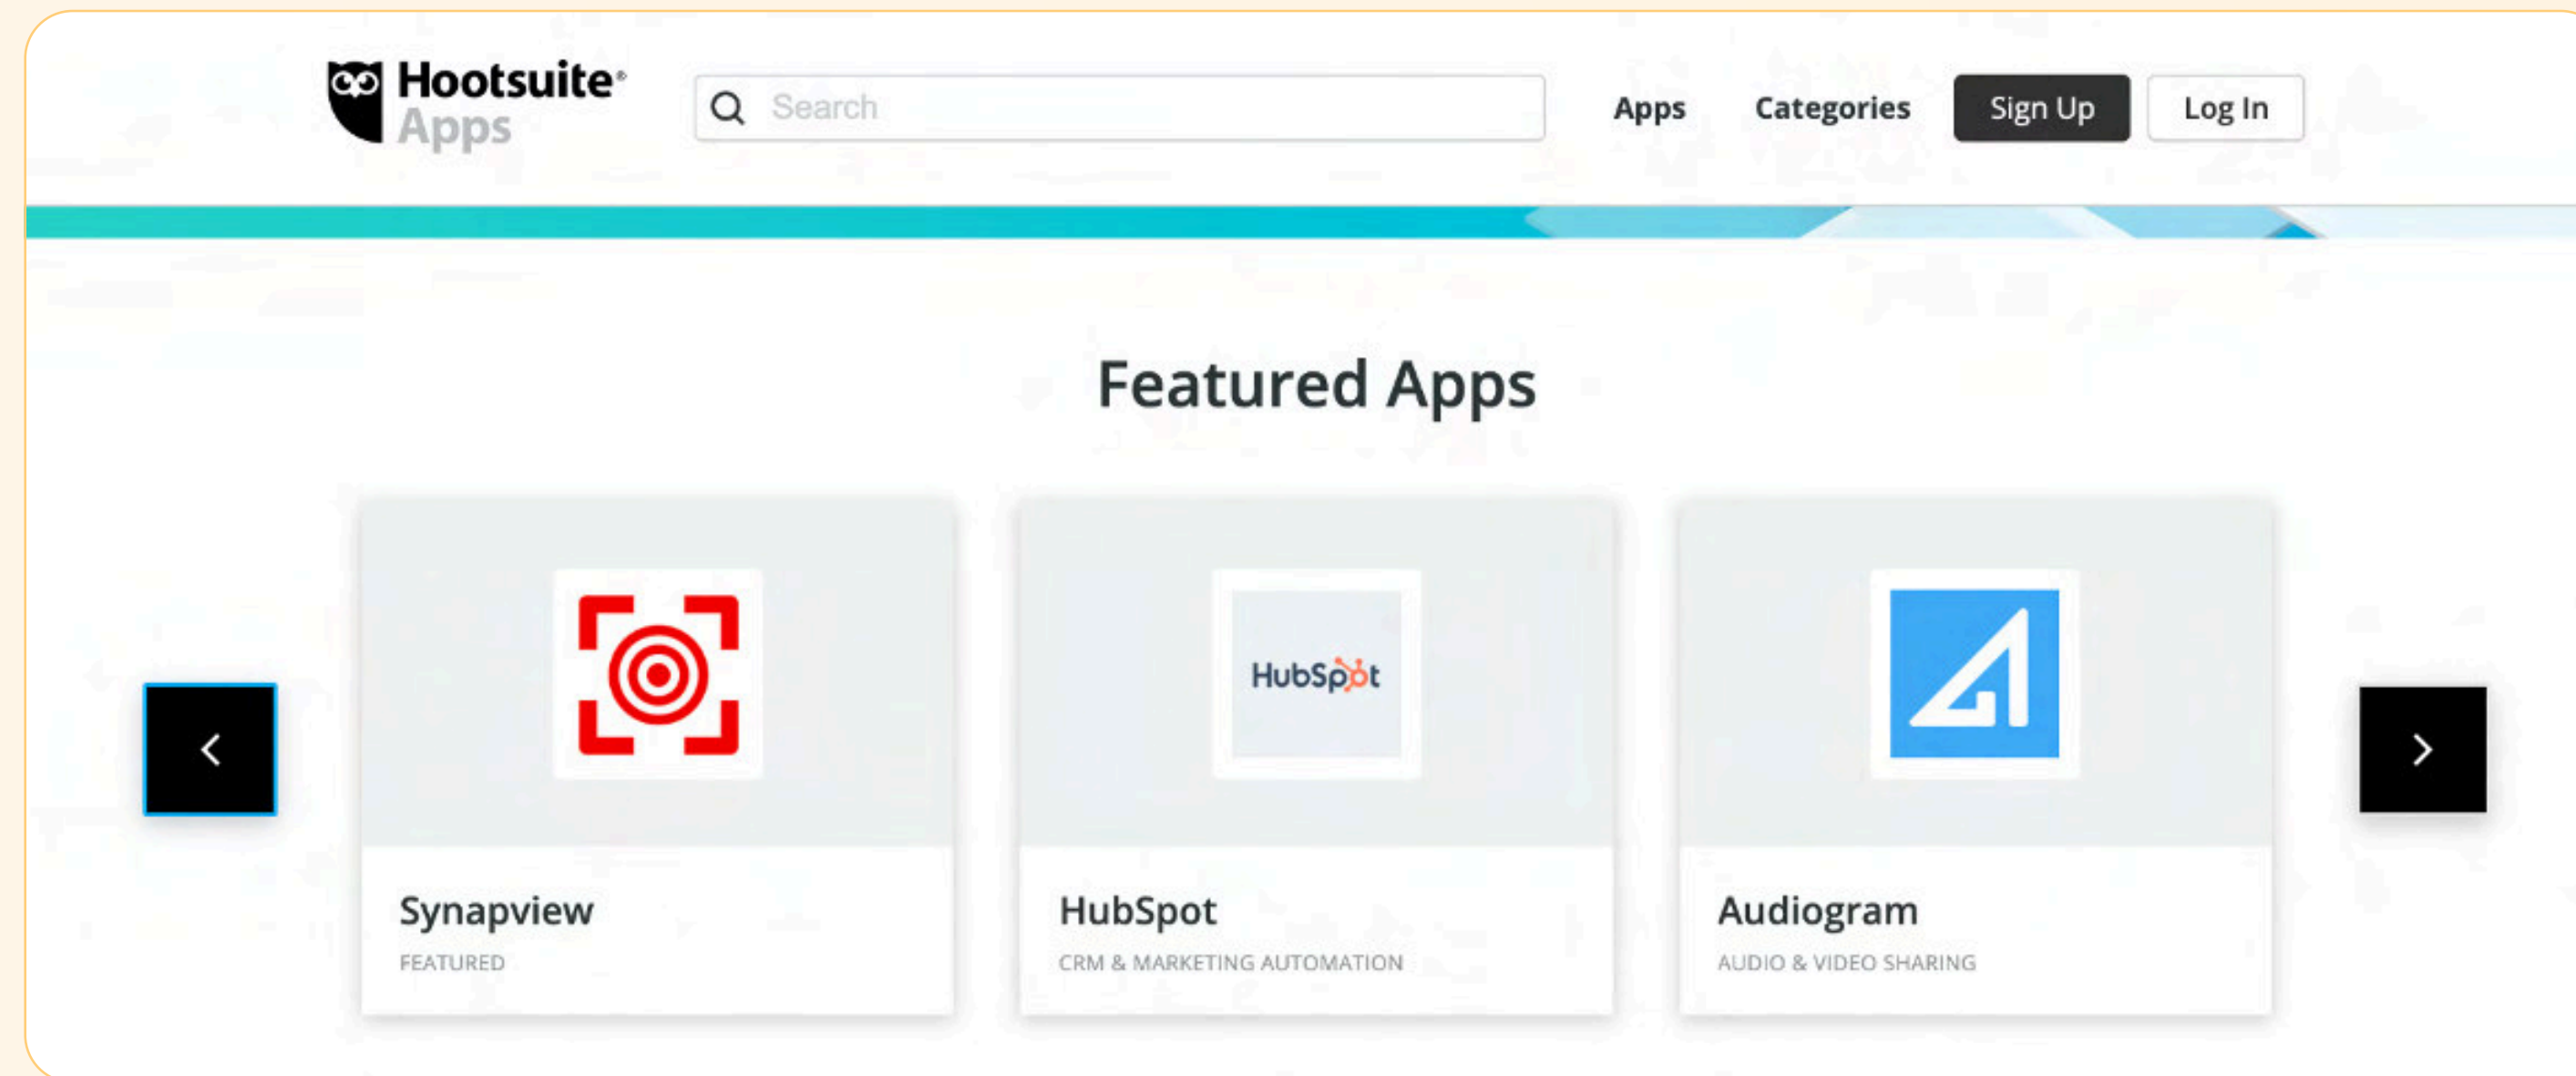 Hootsuite®
Apps
Search
Apps
Categories
Sign Up
Log In
Featured Apps
HubSpot
Synapview
FEATURED
HubSpot
CRM & MARKETING AUTOMATION
Audiogram
AUDIO & VIDEO SHARING